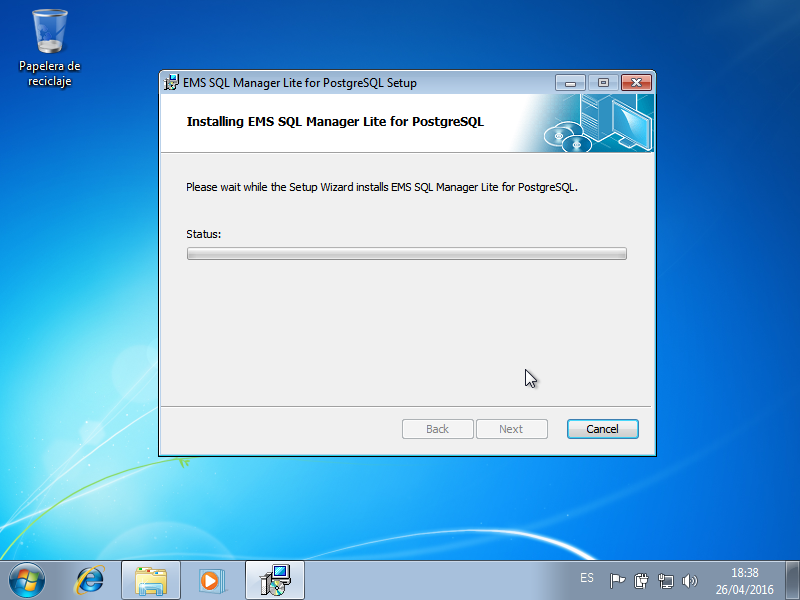 Papelera de
reciclaje
EMS SQL Manager Lite for PostgreSQL Setup
Installing EMS SQL Manager Lite for PostgreSQL
Please wait while the Setup Wizard installs EMS SQL Manager Lite for PostgreSQL.
Status:
Back
Next
Cancel
ES
18:38
26/04/2016